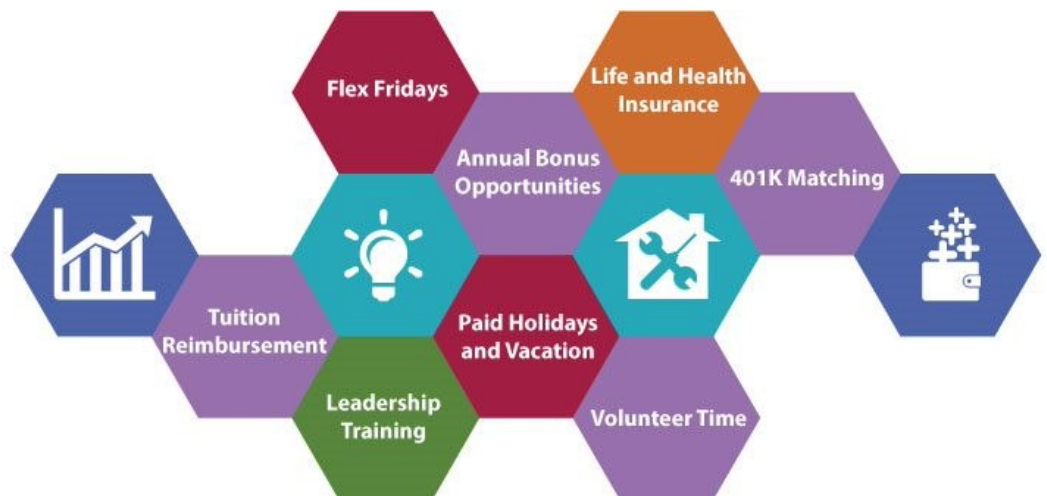 Flex Fridays
Life and Health
Insurance
Annual Bonus
Opportunities
401K Matching
Tuition
Reimbursement
Paid Holidays
and Vacation
Leadership
Training
Volunteer Time